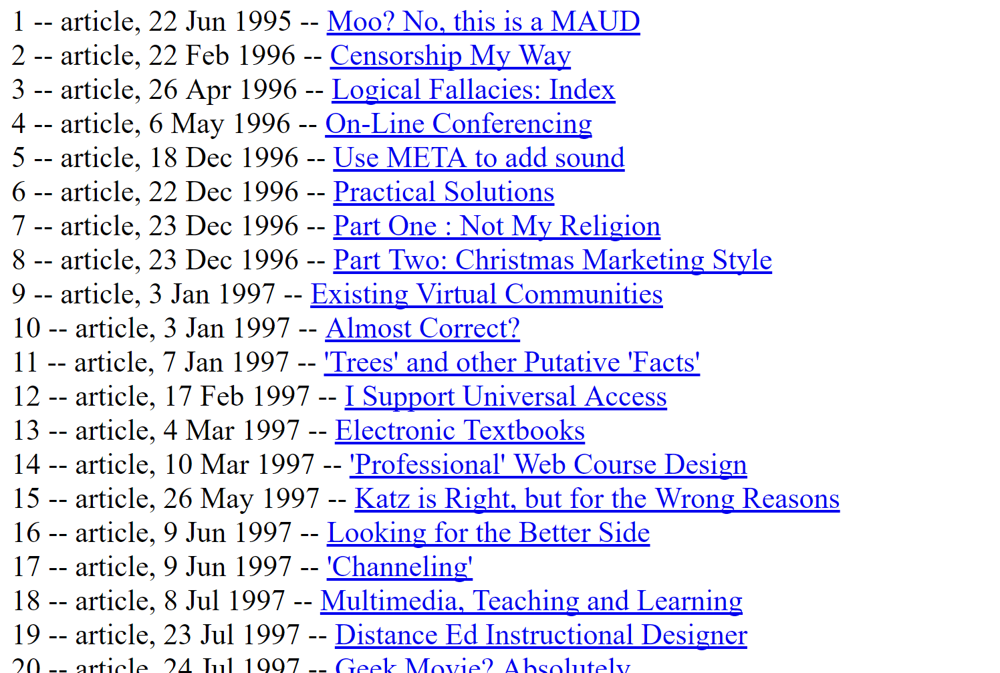 1 -- article, 22 Jun 1995 -- Moo? No, this is a MAUD
2 -- article, 22 Feb 1996 -- Censorship My Way
3 -- article, 26 Apr 1996 -- Logical Fallacies: Index
4 -- article, 6 May 1996 -- On-Line Conferencing
5 -- article, 18 Dec 1996 -- Use META to add sound
6 -- article, 22 Dec 1996 -- Practical Solutions
7 -- article, 23 Dec 1996 -- Part One : Not My Religion
8 -- article, 23 Dec 1996 -- Part Two: Christmas Marketing Style
9 -- article, 3 Jan 1997 -- Existing Virtual Communities
10 -- article, 3 Jan 1997 -- Almost Correct?
11 -- article, 7 Jan 1997 -- 'Trees' and other Putative 'Facts'
12 -- article, 17 Feb 1997 -- I Support Universal Access
13 -- article, 4 Mar 1997 -- Electronic Textbooks
14 -- article, 10 Mar 1997 -- 'Professional' Web Course Design
15 -- article, 26 May 1997 -- Katz is Right, but for the Wrong Reasons
16 -- article, 9 Jun 1997 -- Looking for the Better Side
17 -- article, 9 Jun 1997 -- 'Channeling'
18 -- article, 8 Jul 1997 -- Multimedia, Teaching and Learning
19 -- article, 23 Jul 1997 -- Distance Ed Instructional Designer
20 -- article, 24 Jul 1997 -- Geek Movie? Absolutely